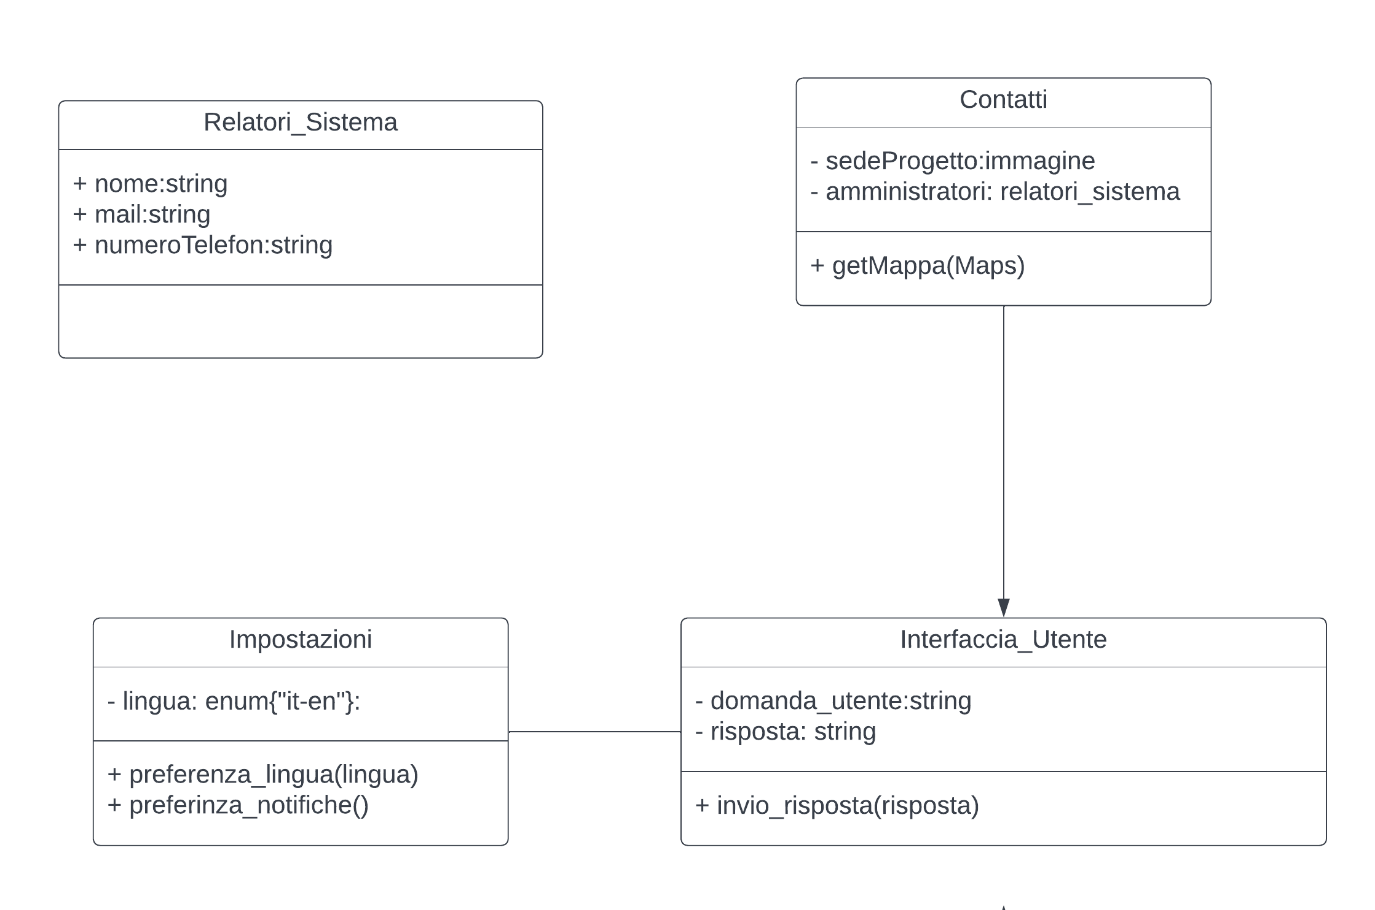 Relatori_Sistema
+ nome:string
+ mail:string
+ numeroTelefon:string
Contatti
- sedeProgetto:immagine
- amministratori: relatori_sistema
+ getMappa(Maps)
Impostazioni
- lingua: enum{"it-en"}:
+ preferenza_lingua(lingua)
+ preferinza_notifiche()
Interfaccia_Utente
- domanda_utente:string
- risposta: string
+ invio_risposta(risposta)